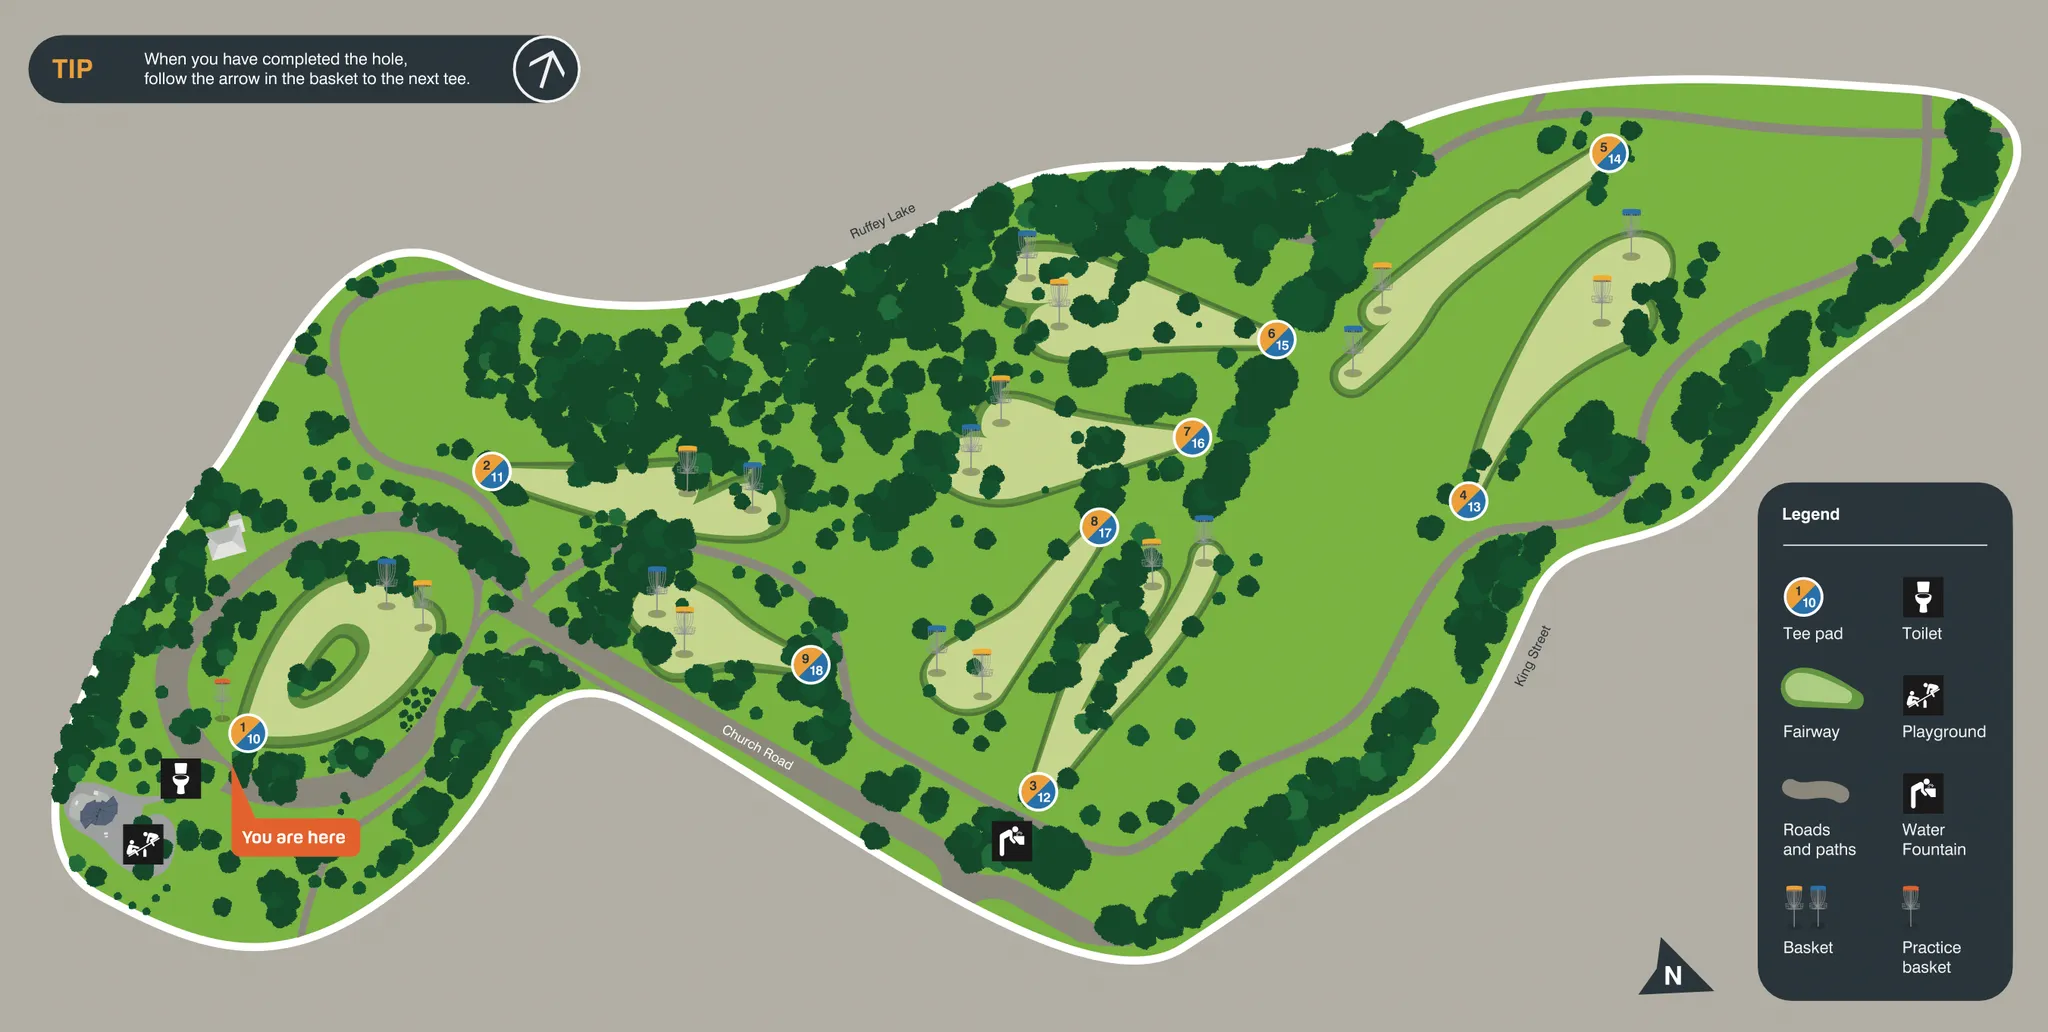 TIP
When you have completed the hole,
follow the arrow in the basket to the next tee.
Ruffey Lake
5
14
6
15
7
16
2
11
4
13
8
17
9
18
1
10
3
12
Church Road
King Street
You are here
Legend
1
10
Tee pad
Toilet
Fairway
Playground
Roads
and paths
Water
Fountain
Basket
Practice
basket
N